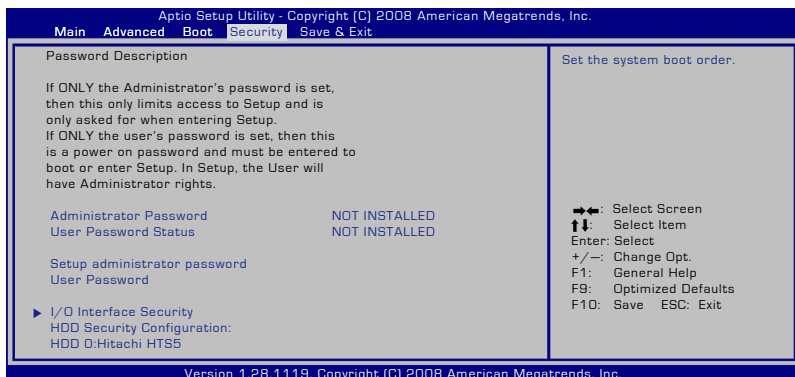 Aptio Setup Utility - Copyright (C) 2008 American Megatrends, Inc.
Main Advanced Boot Security Save & Exit
Password Description
If ONLY the Administrator's password is set,
then this only limits access to Setup and is
only asked for when entering Setup.
If ONLY the user's password is set, then this
is a power on password and must be entered to
boot or enter Setup. In Setup, the User will
have Administrator rights.
Administrator Password NOT INSTALLED
User Password Status NOT INSTALLED
Setup administrator password
User Password
I/O Interface Security
HDD Security Configuration:
HDD 0:Hitachi HTS5
Set the system boot order.
→←: Select Screen
↑↓: Select Item
Enter: Select
+/—: Change Opt.
F1: General Help
F9: Optimized Defaults
F10: Save ESC: Exit
Version 1.28.1119. Copyright (C) 2008 American Megatrends, Inc.